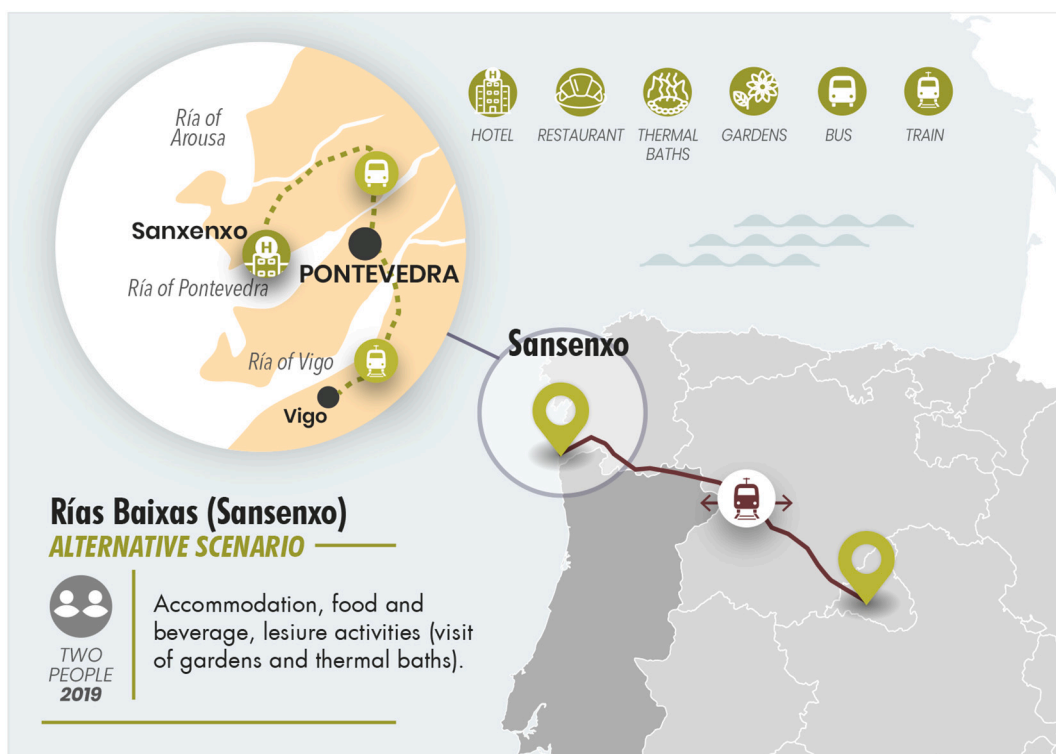 Ría of
Arousa
Sanxenxo
H
PONTEVEDRA
Ría of Pontevedra
Ría of Vigo
Vigo
H
HOTEL
RESTAURANT
THERMAL
BATHS
GARDENS
BUS
TRAIN
Sansenxo
Rías Baixas (Sansenxo)
ALTERNATIVE SCENARIO
TWO
PEOPLE
2019
Accommodation, food and
beverage, lesiure activities (visit
of gardens and thermal baths).